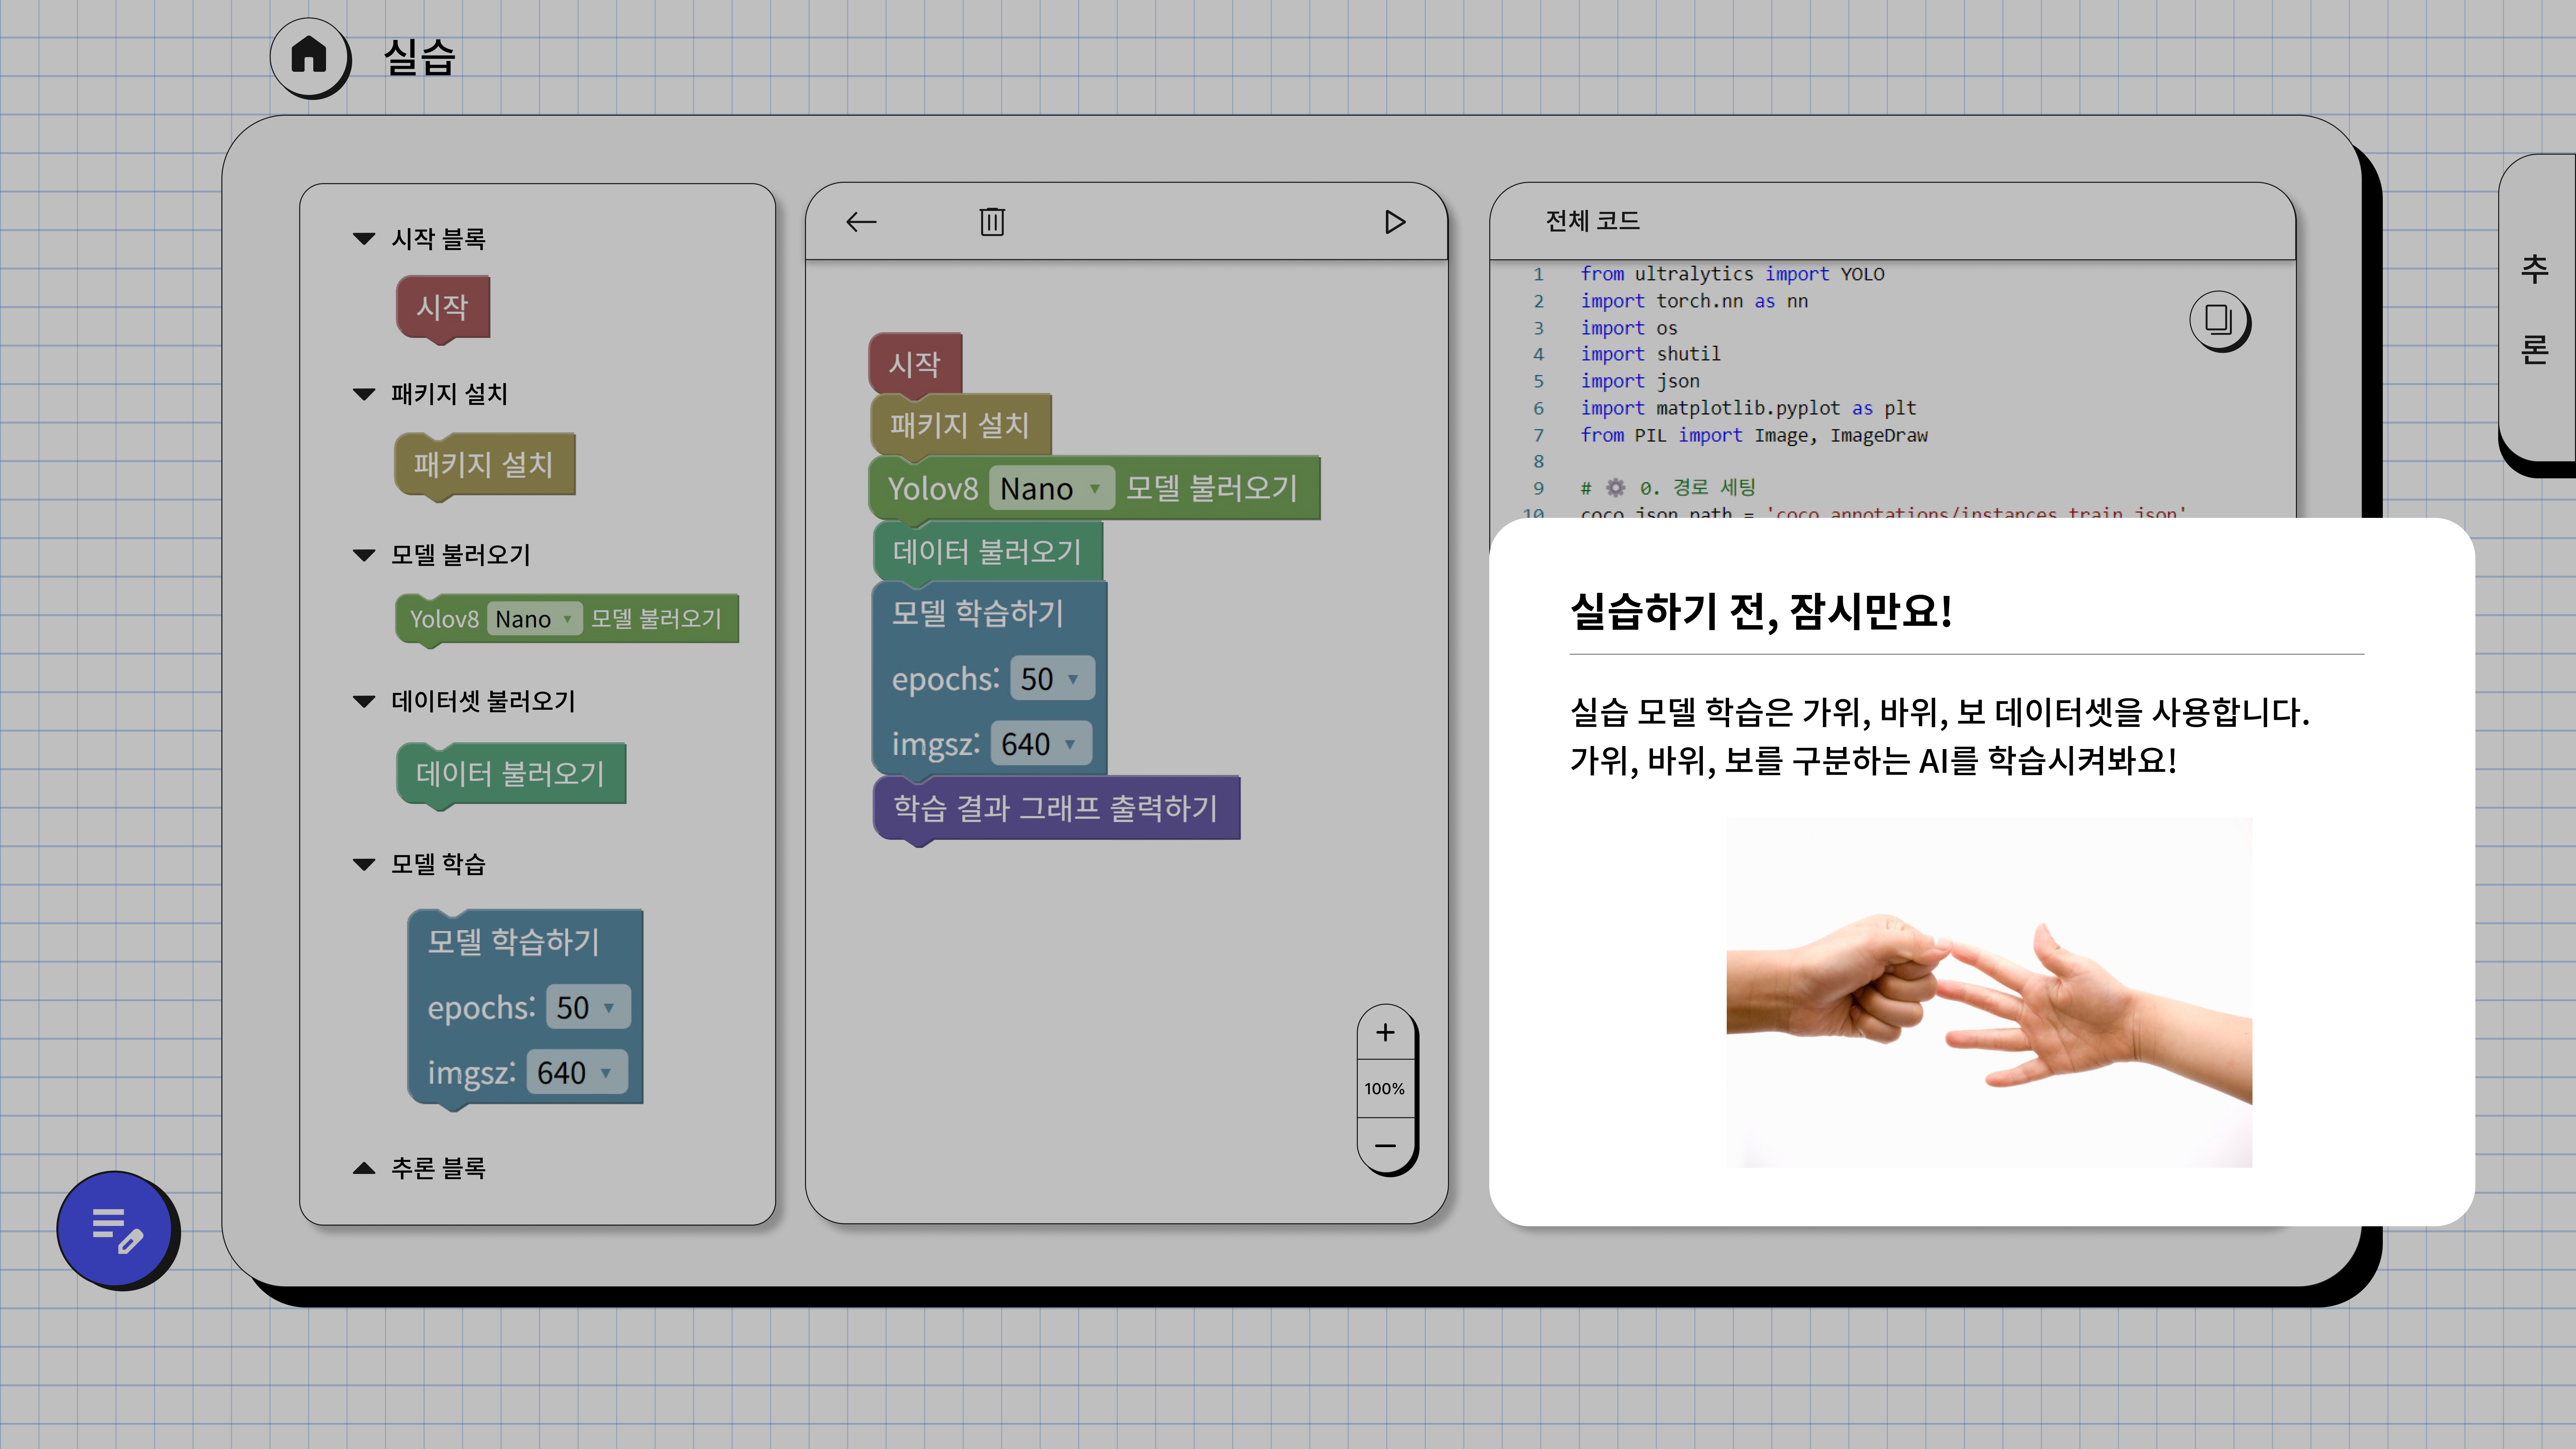 실습
시작 블록
시작
패키지 설치
패키지 설치
모델 불러오기
Yolov8 Nano 모델 불러오기
데이터셋 불러오기
데이터 불러오기
모델 학습
모델 학습하기
epochs: 50
imgsz: 640
추론 블록
시작
패키지 설치
Yolov8 Nano 모델 불러오기
데이터 불러오기
모델 학습하기
epochs: 50
imgsz: 640
학습 결과 그래프 출력하기
+
100%
−
전체 코드
1 from ultralytics import YOLO
2 import torch.nn as nn
3 import os
4 import shutil
5 import json
6 import matplotlib.pyplot as plt
7 from PIL import Image, ImageDraw
8
9 # ⚙ 0. 경로 세팅
10 coco_json_path = 'coco_annotations/instances_train.json'
실습하기 전, 잠시만요!
실습 모델 학습은 가위, 바위, 보 데이터셋을 사용합니다.
가위, 바위, 보를 구분하는 AI를 학습시켜봐요!
추
론